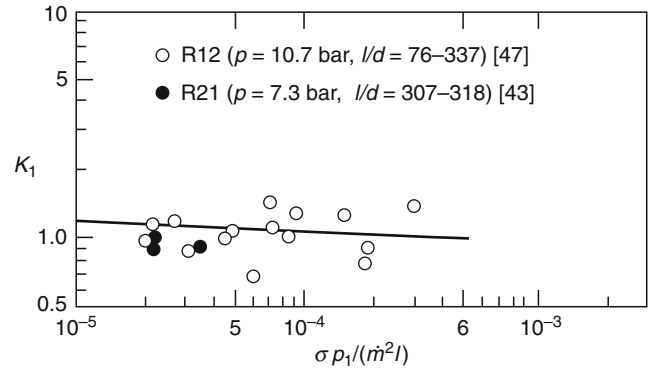 10
○ R12 (p = 10.7 bar, l/d = 76–337) [47]
5
● R21 (p = 7.3 bar, l/d = 307–318) [43]
K₁
1.0
0.5
10⁻⁵ 5 10⁻⁴ 6 10⁻³
σ p₁/(ṁ²l)